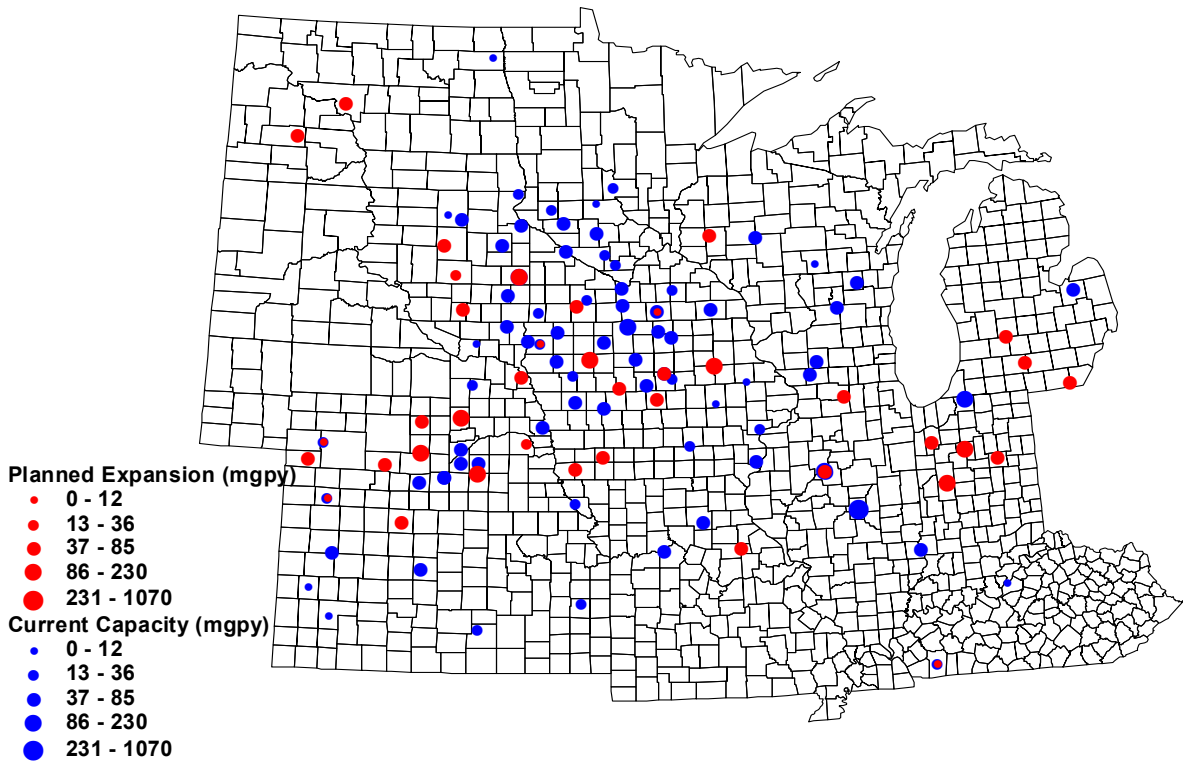 Planned Expansion (mgpy)
0 - 12
13 - 36
37 - 85
86 - 230
231 - 1070
Current Capacity (mgpy)
0 - 12
13 - 36
37 - 85
86 - 230
231 - 1070